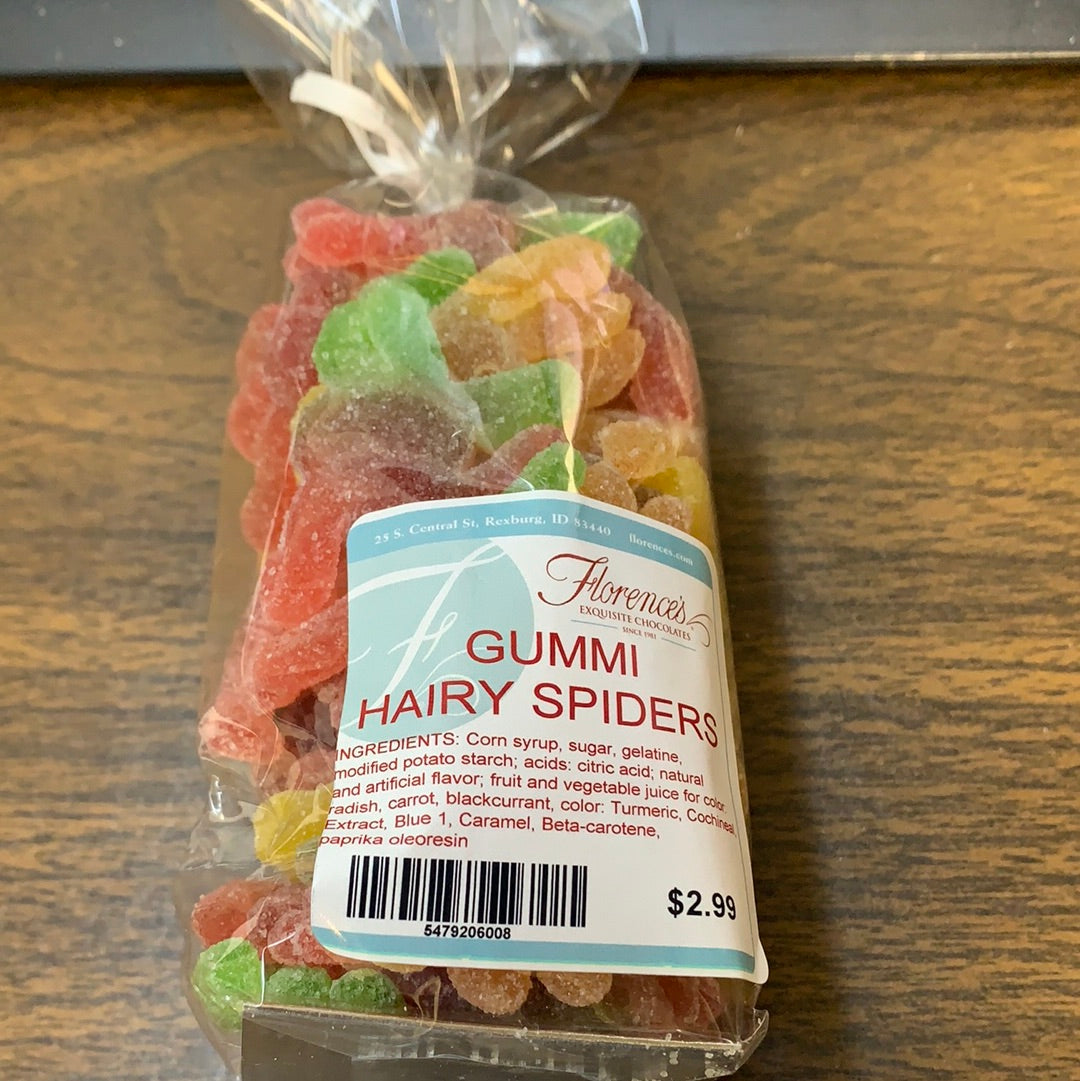 25 S. Central St, Rexburg, ID 83440 florences.com
Florence's
EXQUISITE CHOCOLATES
SINCE 1981
GUMMI
HAIRY SPIDERS
INGREDIENTS: Corn syrup, sugar, gelatine,
modified potato starch; acids: citric acid; natural
and artificial flavor; fruit and vegetable juice for color
radish, carrot, blackcurrant, color: Turmeric, Cochineal
Extract, Blue 1, Caramel, Beta-carotene,
paprika oleoresin
5479206008
$2.99